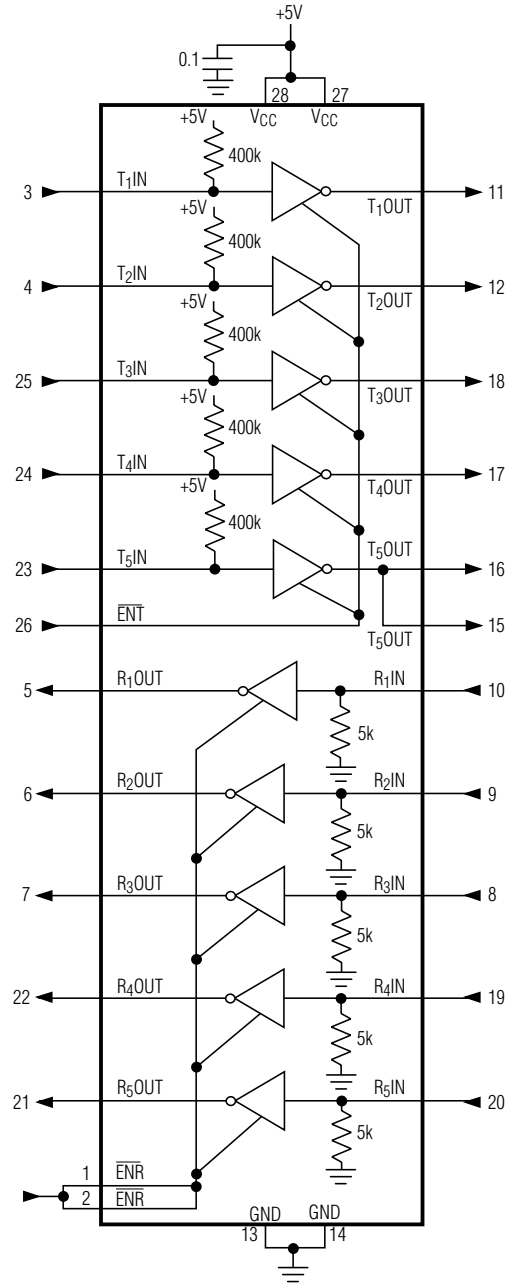 +5V
0.1
28 27
VCC VCC
+5V
400k
3 T1IN T1OUT 11
+5V
400k
4 T2IN T2OUT 12
+5V
400k
25 T3IN T3OUT 18
+5V
400k
24 T4IN T4OUT 17
+5V
400k
T5OUT
23 T5IN 16
26 ENT 15
T5OUT
5 R1OUT R1IN 10
5k
6 R2OUT R2IN 9
5k
7 R3OUT R3IN 8
5k
22 R4OUT R4IN 19
5k
21 R5OUT R5IN 20
5k
1 ENR
2 ENR
GND GND
13 14